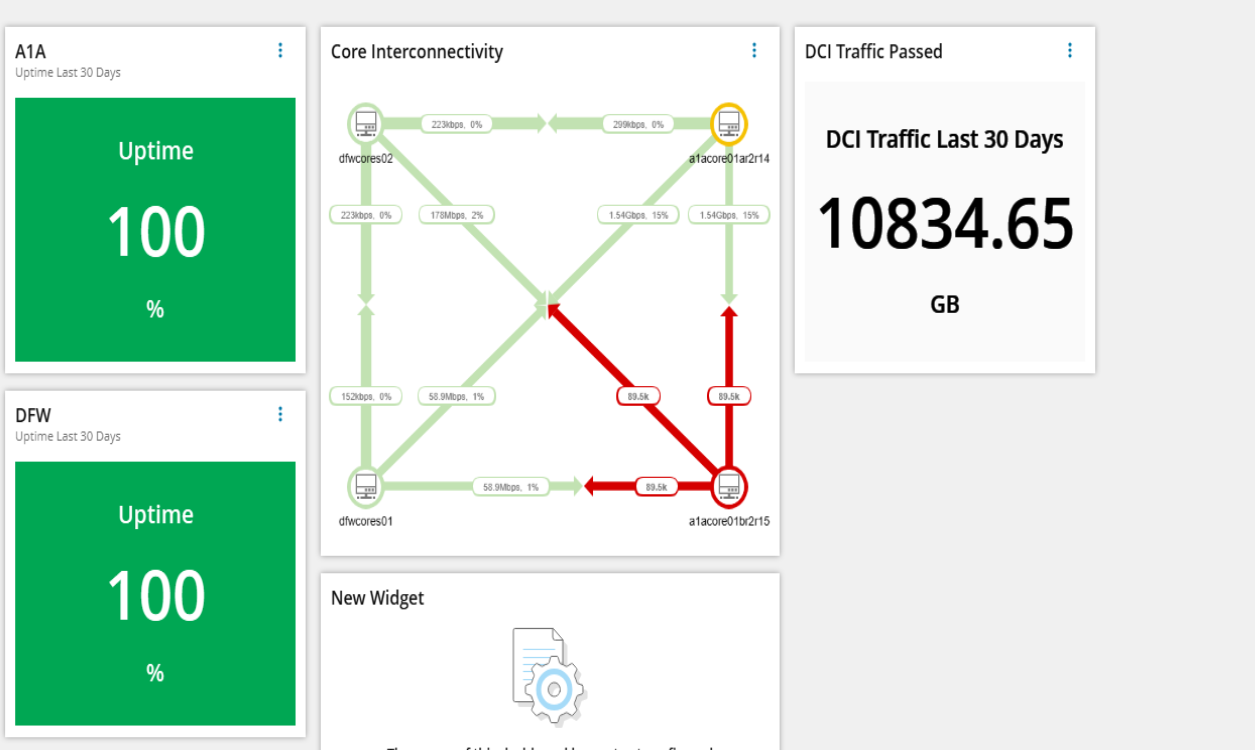 A1A
Uptime Last 30 Days
Uptime
100
%
DFW
Uptime Last 30 Days
Uptime
100
%
Core Interconnectivity
223kbps, 0%
299kbps, 0%
dfwcores02
a1acore01ar2r14
223kbps, 0%
178Mbps, 2%
1.54Gbps, 15%
1.54Gbps, 15%
152kbps, 0%
58.9Mbps, 1%
89.5k
89.5k
58.9Mbps, 1%
89.5k
dfwcores01
a1acore01br2r15
New Widget
DCI Traffic Passed
DCI Traffic Last 30 Days
10834.65
GB